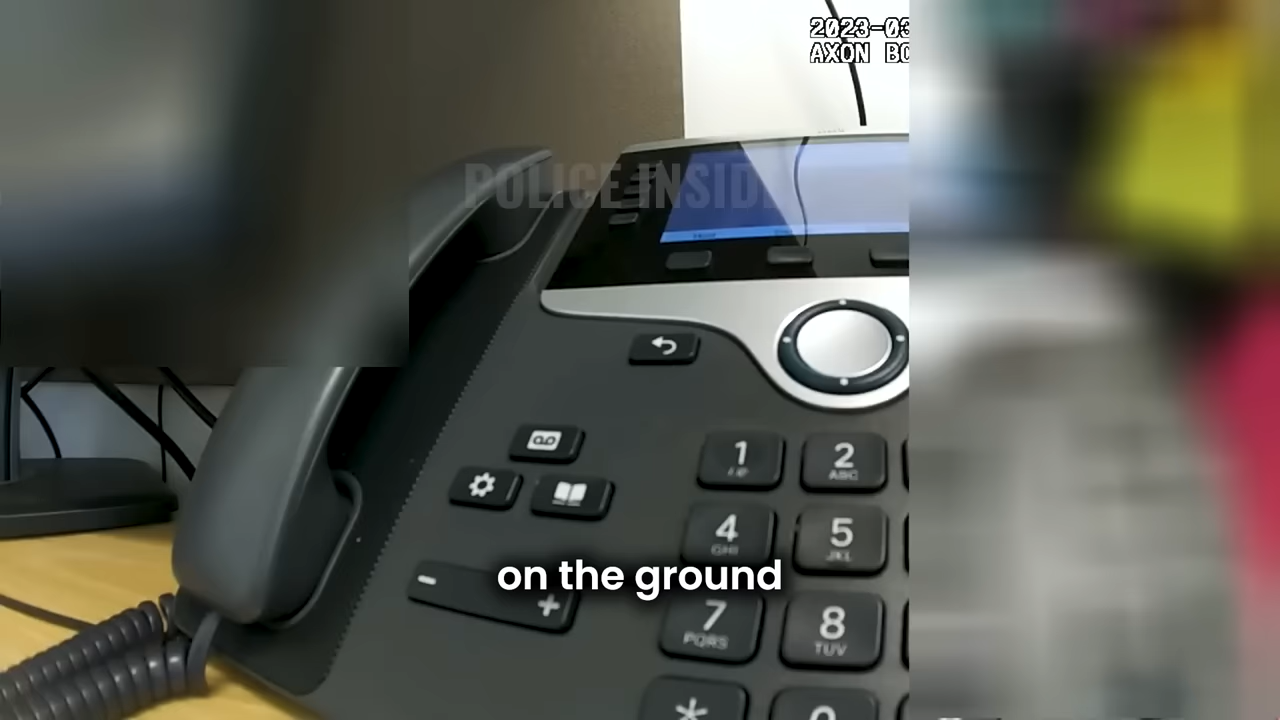 2023-03
AXON BO
POLICE INSID
1
2
ABC
4
GHI
5
JKL
on the ground
-
+
7
PQRS
8
TUV
*
0